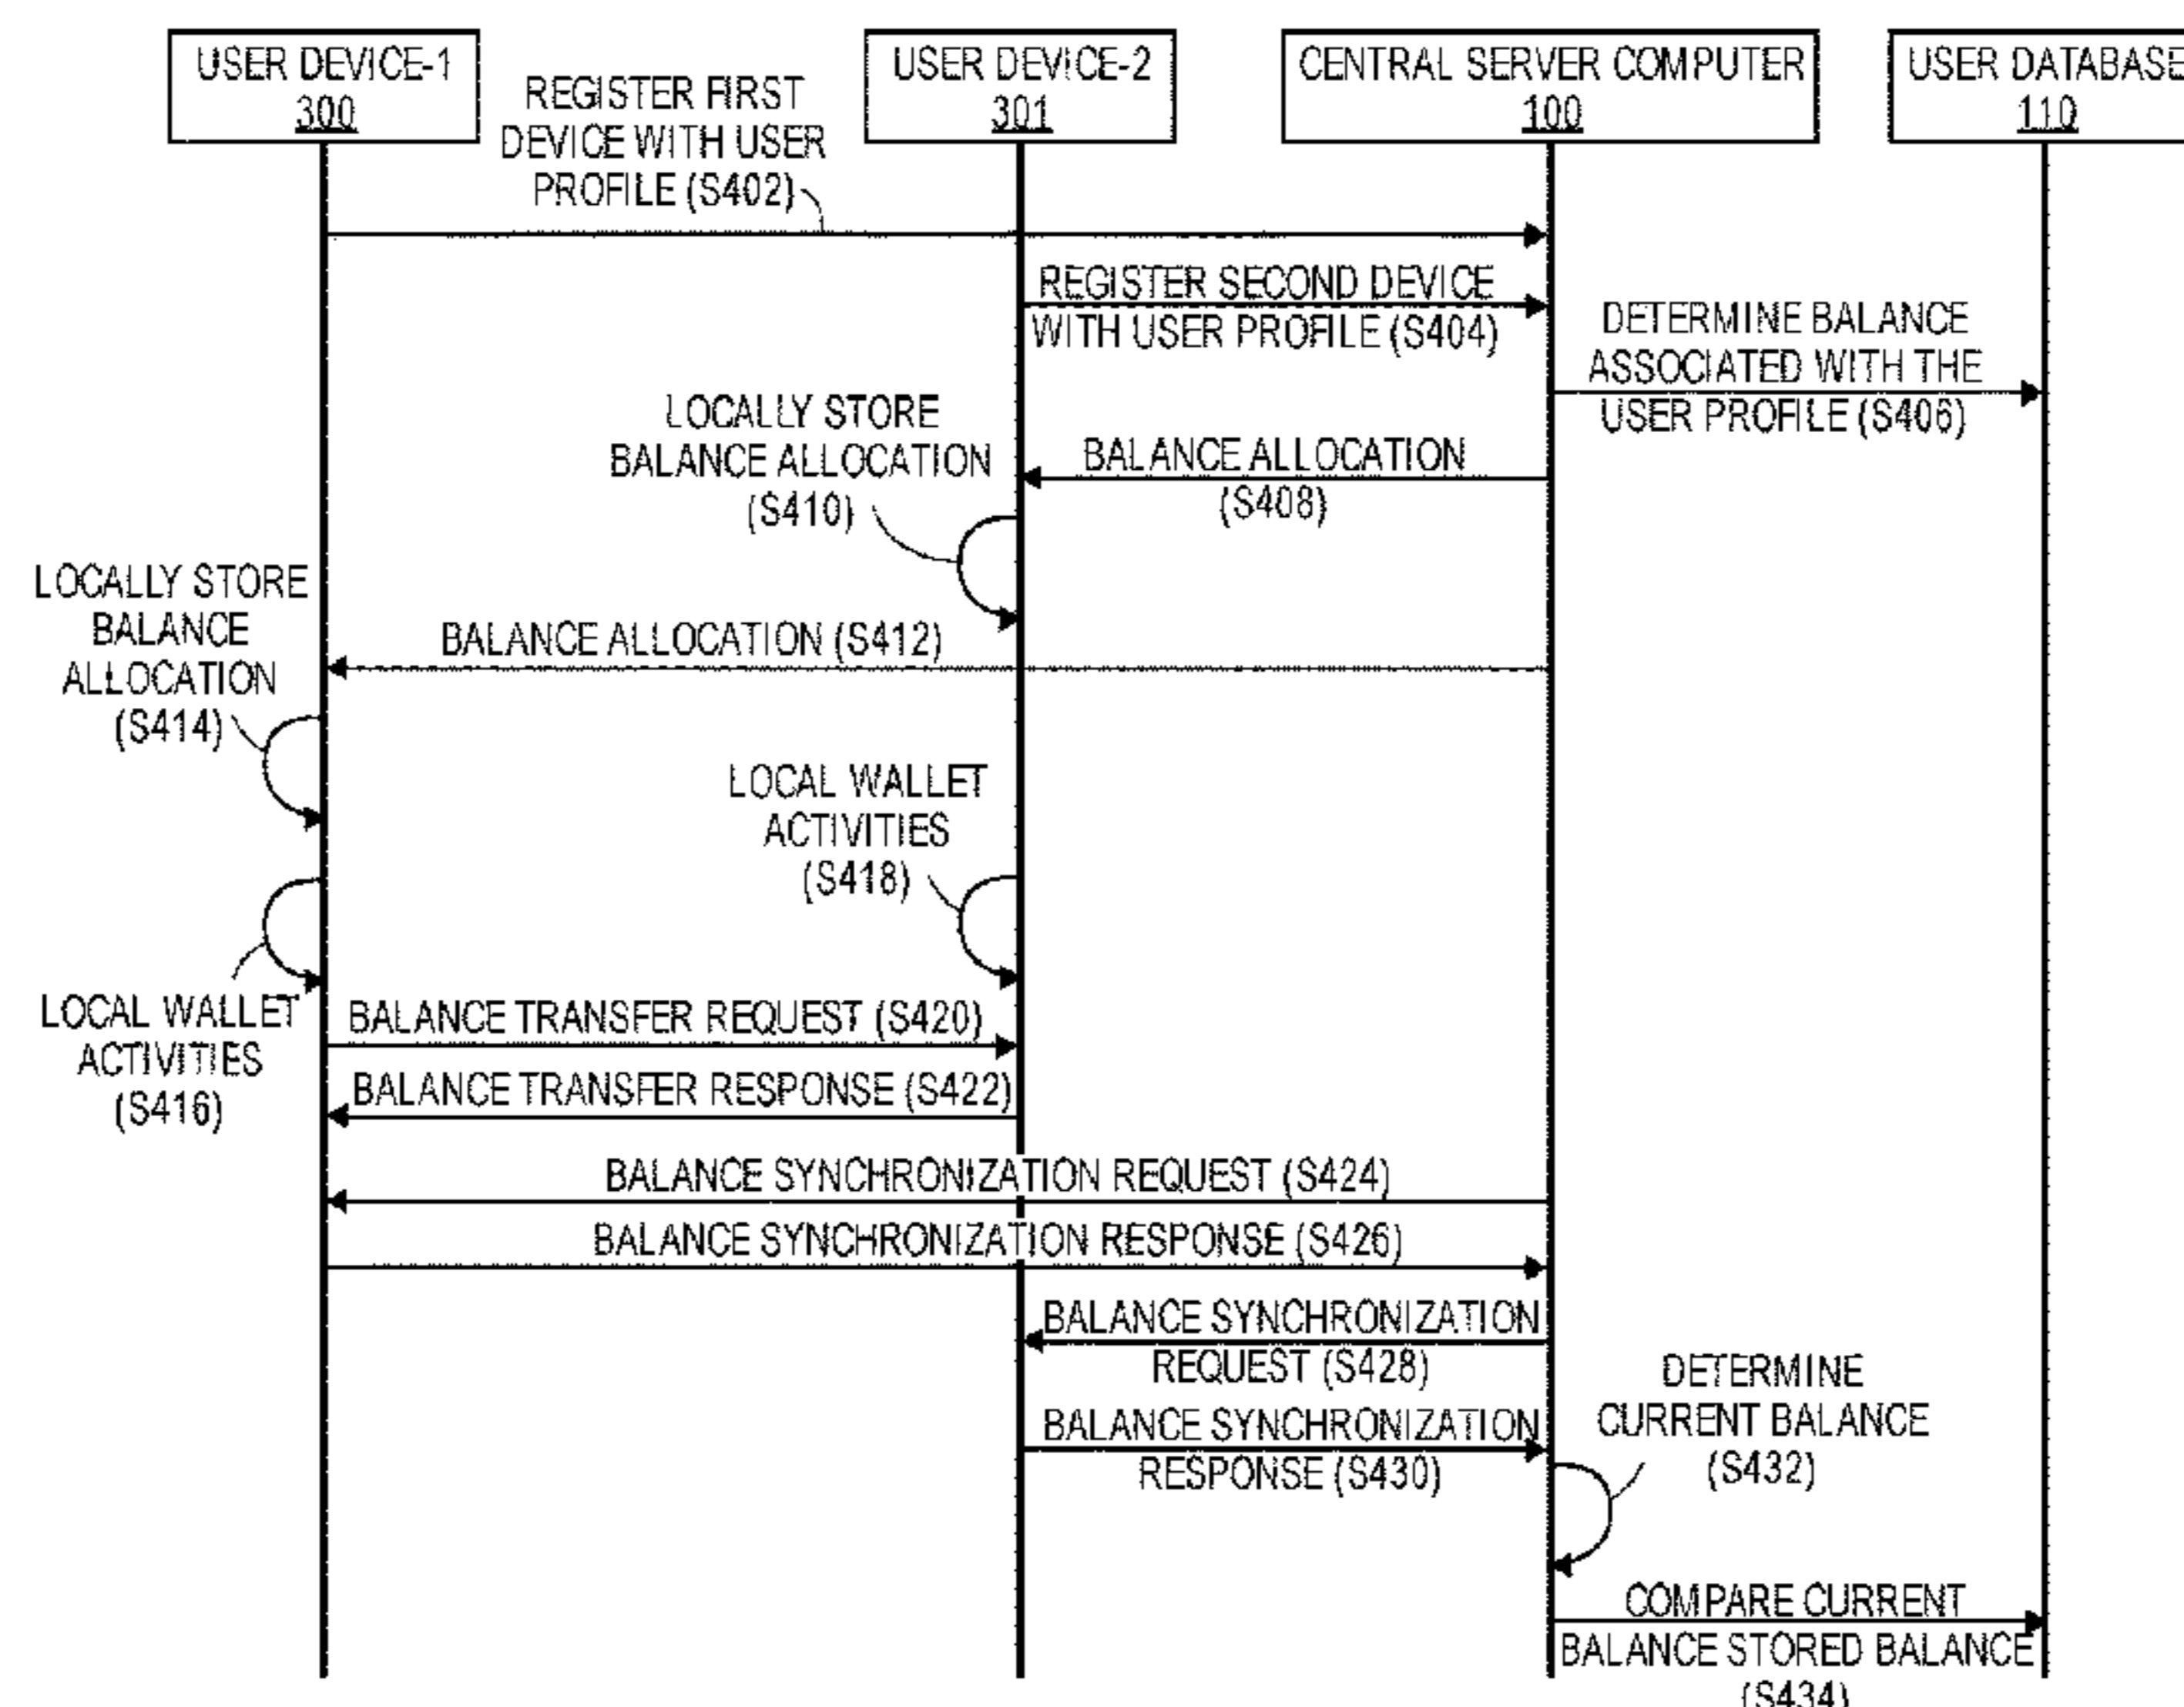 USER DEVICE-1
300
USER DEVICE-2
301
CENTRAL SERVER COMPUTER
100
USER DATABASE
110
REGISTER FIRST
DEVICE WITH USER
PROFILE (S402)
REGISTER SECOND DEVICE
WITH USER PROFILE (S404)
DETERMINE BALANCE
ASSOCIATED WITH THE
USER PROFILE (S406)
BALANCE ALLOCATION
(S408)
LOCALLY STORE
BALANCE ALLOCATION
(S410)
BALANCE ALLOCATION (S412)
LOCALLY STORE
BALANCE
ALLOCATION
(S414)
LOCAL WALLET
ACTIVITIES
(S416)
LOCAL WALLET
ACTIVITIES
(S418)
BALANCE TRANSFER REQUEST (S420)
BALANCE TRANSFER RESPONSE (S422)
BALANCE SYNCHRONIZATION REQUEST (S424)
BALANCE SYNCHRONIZATION RESPONSE (S426)
BALANCE SYNCHRONIZATION
REQUEST (S428)
BALANCE SYNCHRONIZATION
RESPONSE (S430)
DETERMINE
CURRENT BALANCE
(S432)
COMPARE CURRENT
BALANCE STORED BALANCE
(S434)